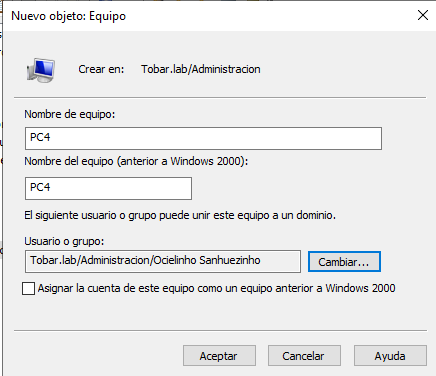 Nuevo objeto: Equipo
Crear en: Tobar.lab/Administracion
Nombre de equipo:
PC4
Nombre del equipo (anterior a Windows 2000):
PC4
El siguiente usuario o grupo puede unir este equipo a un dominio.
Usuario o grupo:
Tobar.lab/Administracion/Ocielinho Sanhuezinho
Cambiar...
Asignar la cuenta de este equipo como un equipo anterior a Windows 2000
Aceptar Cancelar Ayuda